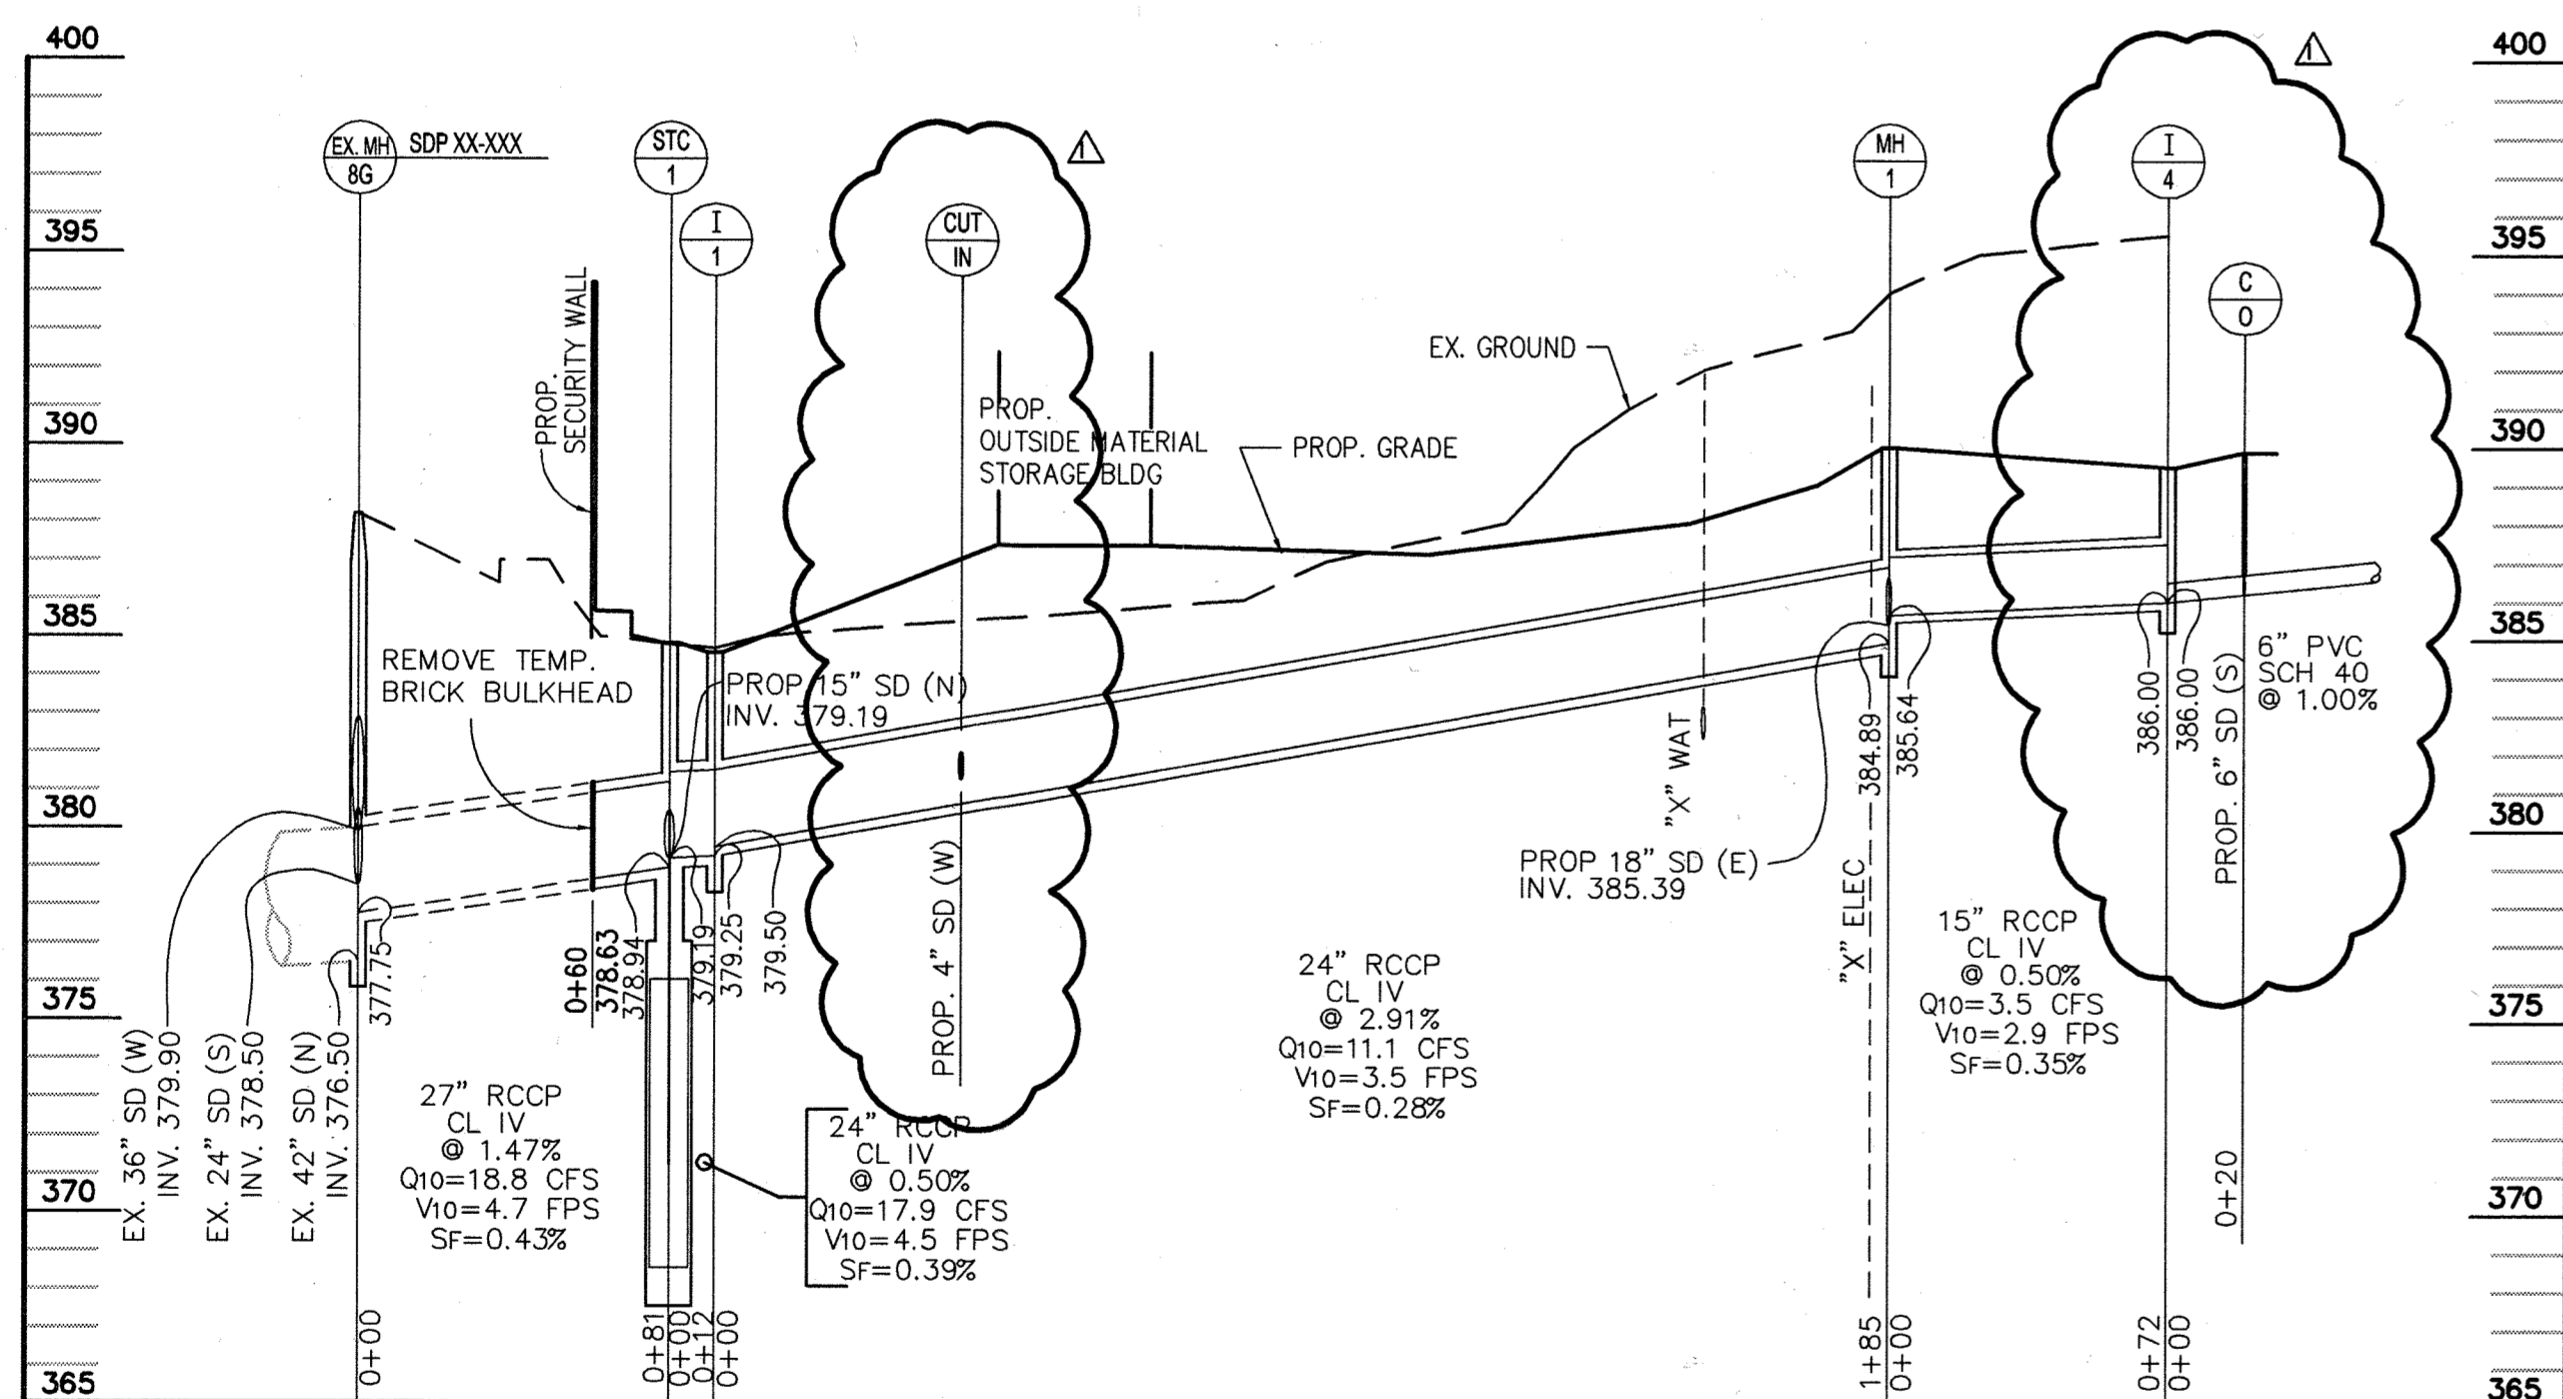 400
395
390
385
380
375
370
365
EX. MH
8G
SDP XX-XXX
STC
1
I
1
CUT
IN
1
MH
1
I
4
1
C
O
400
395
390
385
380
375
370
365
PROP.
SECURITY WALL
PROP.
OUTSIDE MATERIAL
STORAGE BLDG
PROP. GRADE
EX. GROUND
REMOVE TEMP.
BRICK BULKHEAD
PROP 15" SD (N)
INV. 379.19
EX. 36" SD (W)
INV. 379.90
EX. 24" SD (S)
INV. 378.50
EX. 42" SD (N)
INV. 376.50
377.75
0+60
378.63
378.94
379.19
379.25
379.50
PROP. 4" SD (W)
"X" WAT
PROP 18" SD (E)
INV. 385.39
"X" ELEC
384.89
385.64
386.00
386.00
PROP. 6" SD (S)
6" PVC
SCH 40
@ 1.00%
27" RCCP
CL IV
@ 1.47%
Q10=18.8 CFS
V10=4.7 FPS
SF=0.43%
24" RCCP
CL IV
@ 0.50%
Q10=17.9 CFS
V10=4.5 FPS
SF=0.39%
24" RCCP
CL IV
@ 2.91%
Q10=11.1 CFS
V10=3.5 FPS
SF=0.28%
15" RCCP
CL IV
@ 0.50%
Q10=3.5 CFS
V10=2.9 FPS
SF=0.35%
0+20
0+00
0+81
0+00
0+12
0+00
1+85
0+00
0+72
0+00